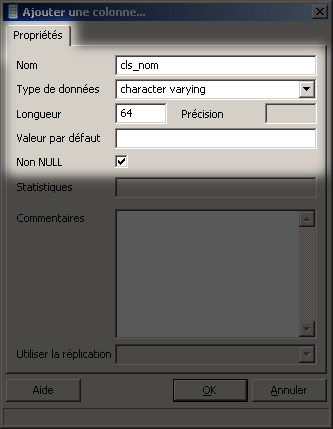 Ajouter une colonne...
Propriétés
Nom cls_nom
Type de données character varying
Longueur 64 Précision
Valeur par défaut
Non NULL
Statistiques
Commentaires
Utiliser la réplication
Aide OK Annuler